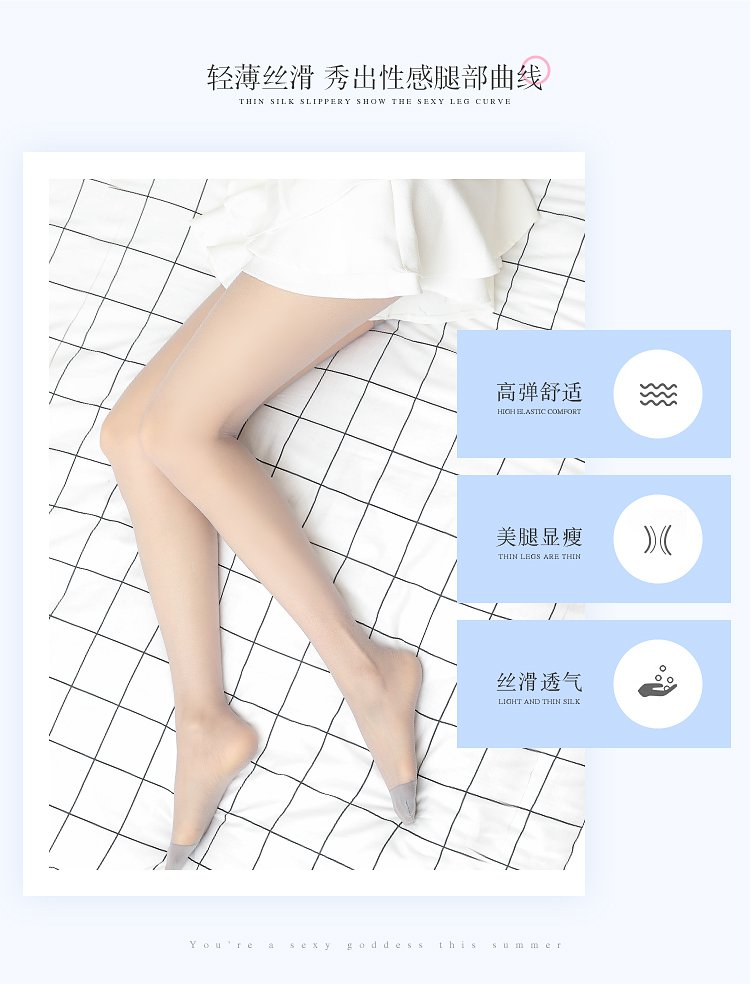 轻薄丝滑 秀出性感腿部曲线
THIN SILK SLIPPERY SHOW THE SEXY LEG CURVE
高弹舒适
HIGH ELASTIC COMFORT
美腿显瘦
THIN LEGS ARE THIN
丝滑透气
LIGHT AND THIN SILK
You're a sexy goddess this summer